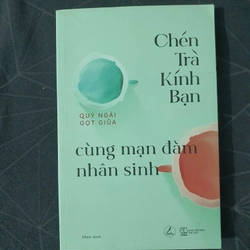 Chén
Trà
Kính
Bạn
QUÝ NGÀI
GỌT GIŨA
cùng mạn đàm
nhân sinh